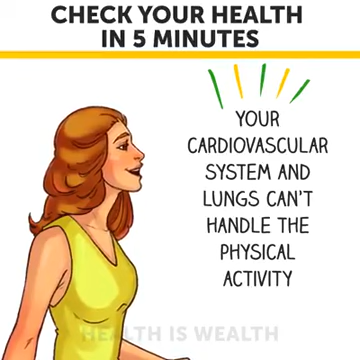 CHECK YOUR HEALTH
IN 5 MINUTES
YOUR
CARDIOVASCULAR
SYSTEM AND
LUNGS CAN'T
HANDLE THE
PHYSICAL
ACTIVITY
HEALTH IS WEALTH